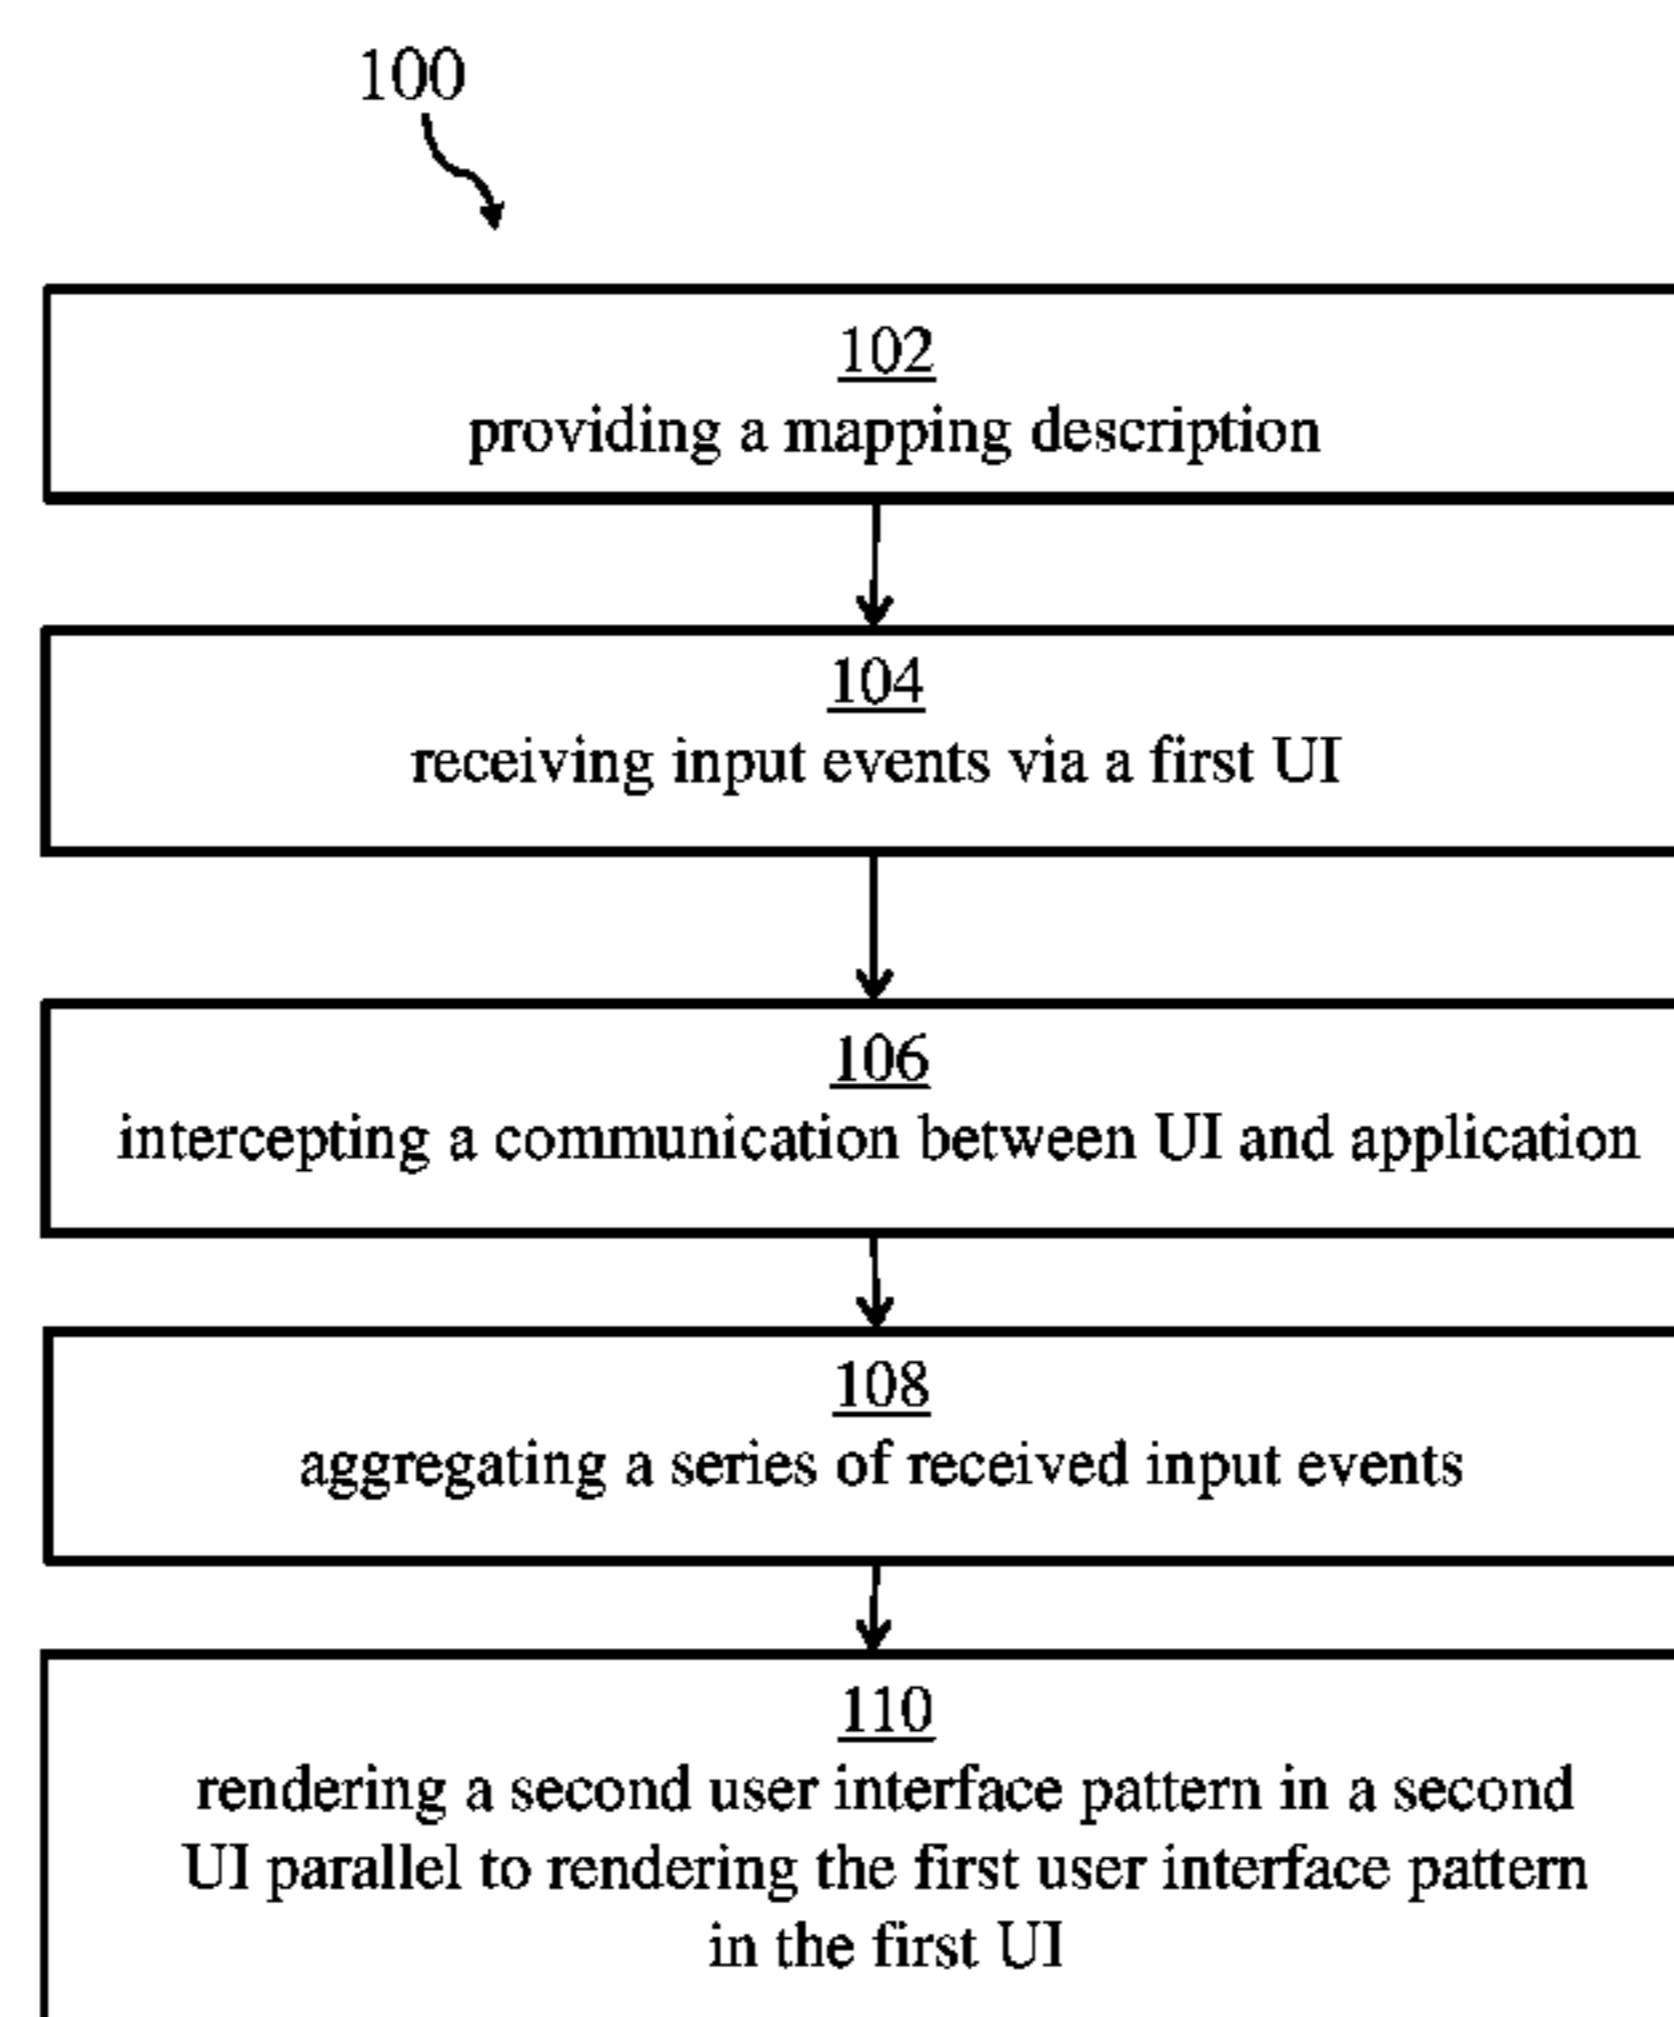 100
102
providing a mapping description
104
receiving input events via a first UI
106
intercepting a communication between UI and application
108
aggregating a series of received input events
110
rendering a second user interface pattern in a second
UI parallel to rendering the first user interface pattern
in the first UI